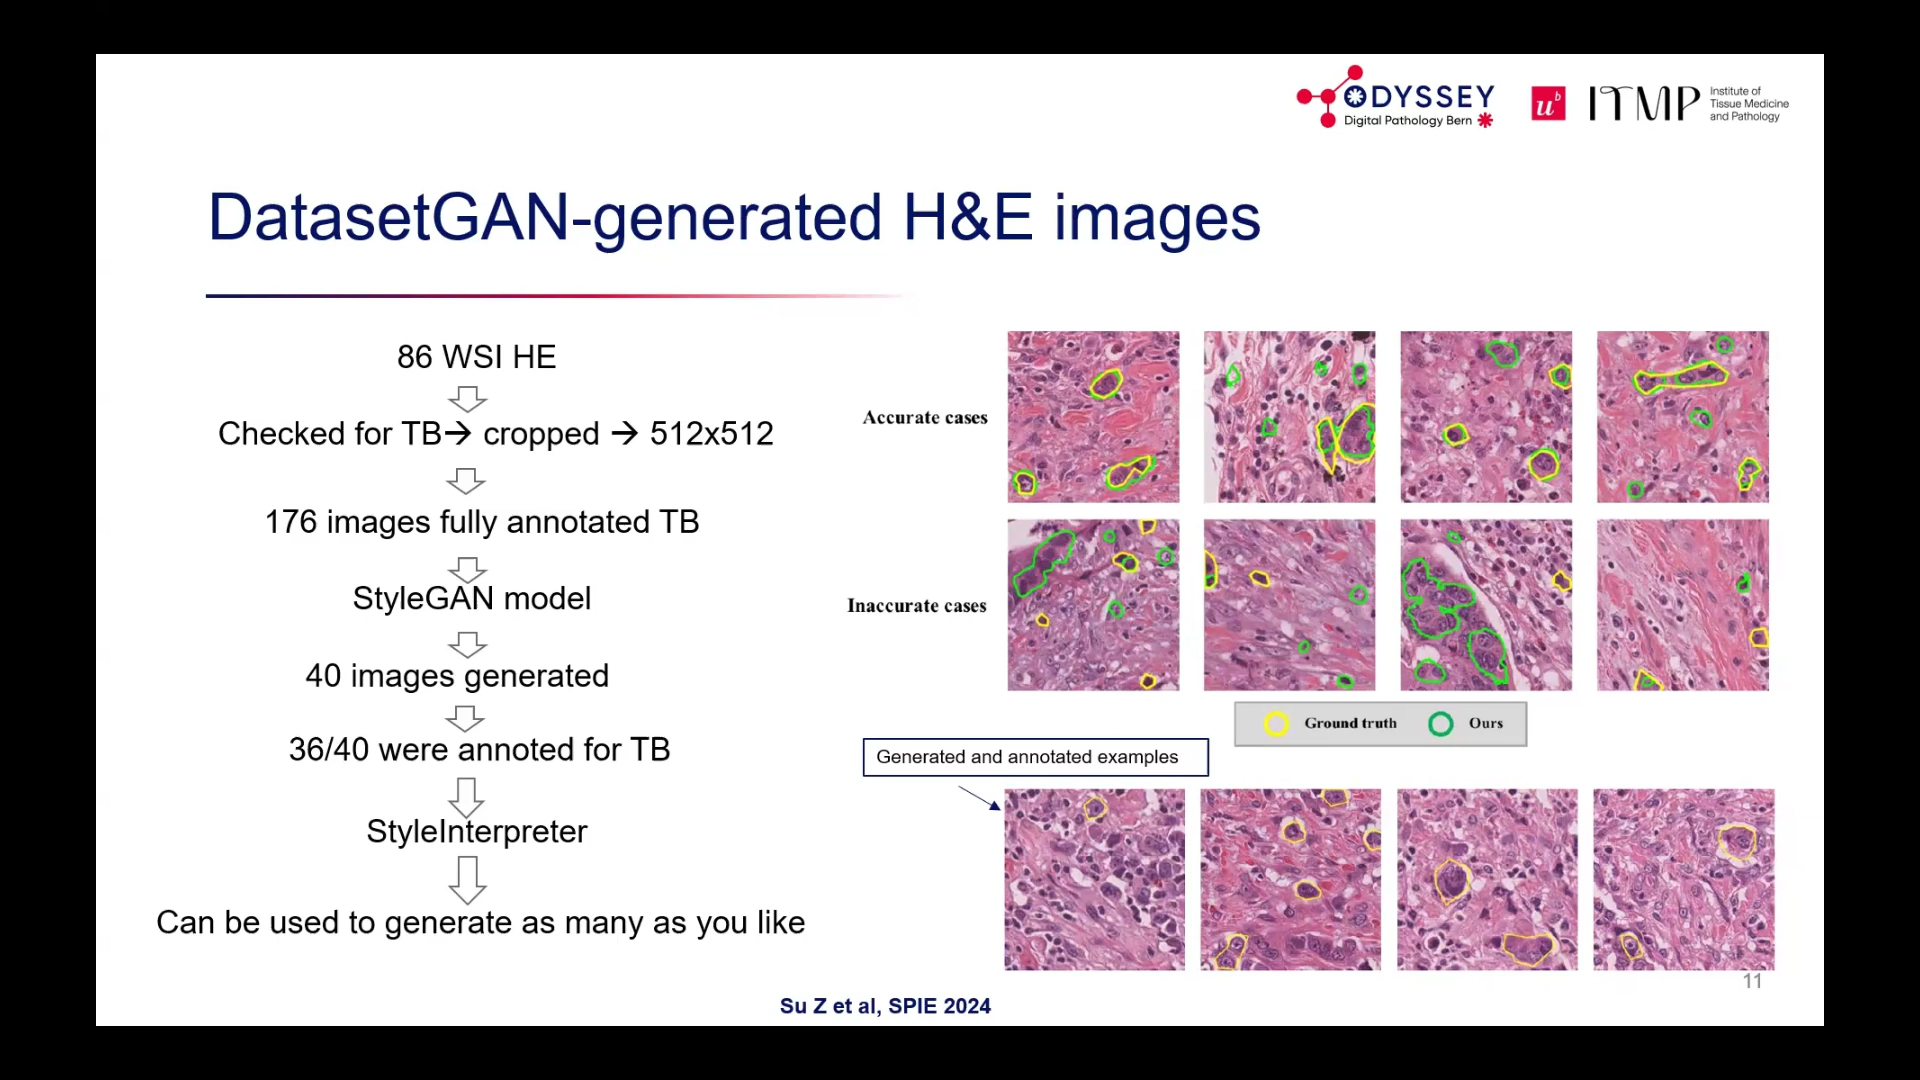 ODYSSEY
Digital Pathology Bern
u b
ITMP
Institute of
Tissue Medicine
and Pathology
DatasetGAN-generated H&E images
86 WSI HE
Checked for TB→ cropped → 512x512
176 images fully annotated TB
StyleGAN model
40 images generated
36/40 were annoted for TB
StyleInterpreter
Can be used to generate as many as you like
Accurate cases
Inaccurate cases
Ground truth
Ours
Generated and annotated examples
11
Su Z et al, SPIE 2024